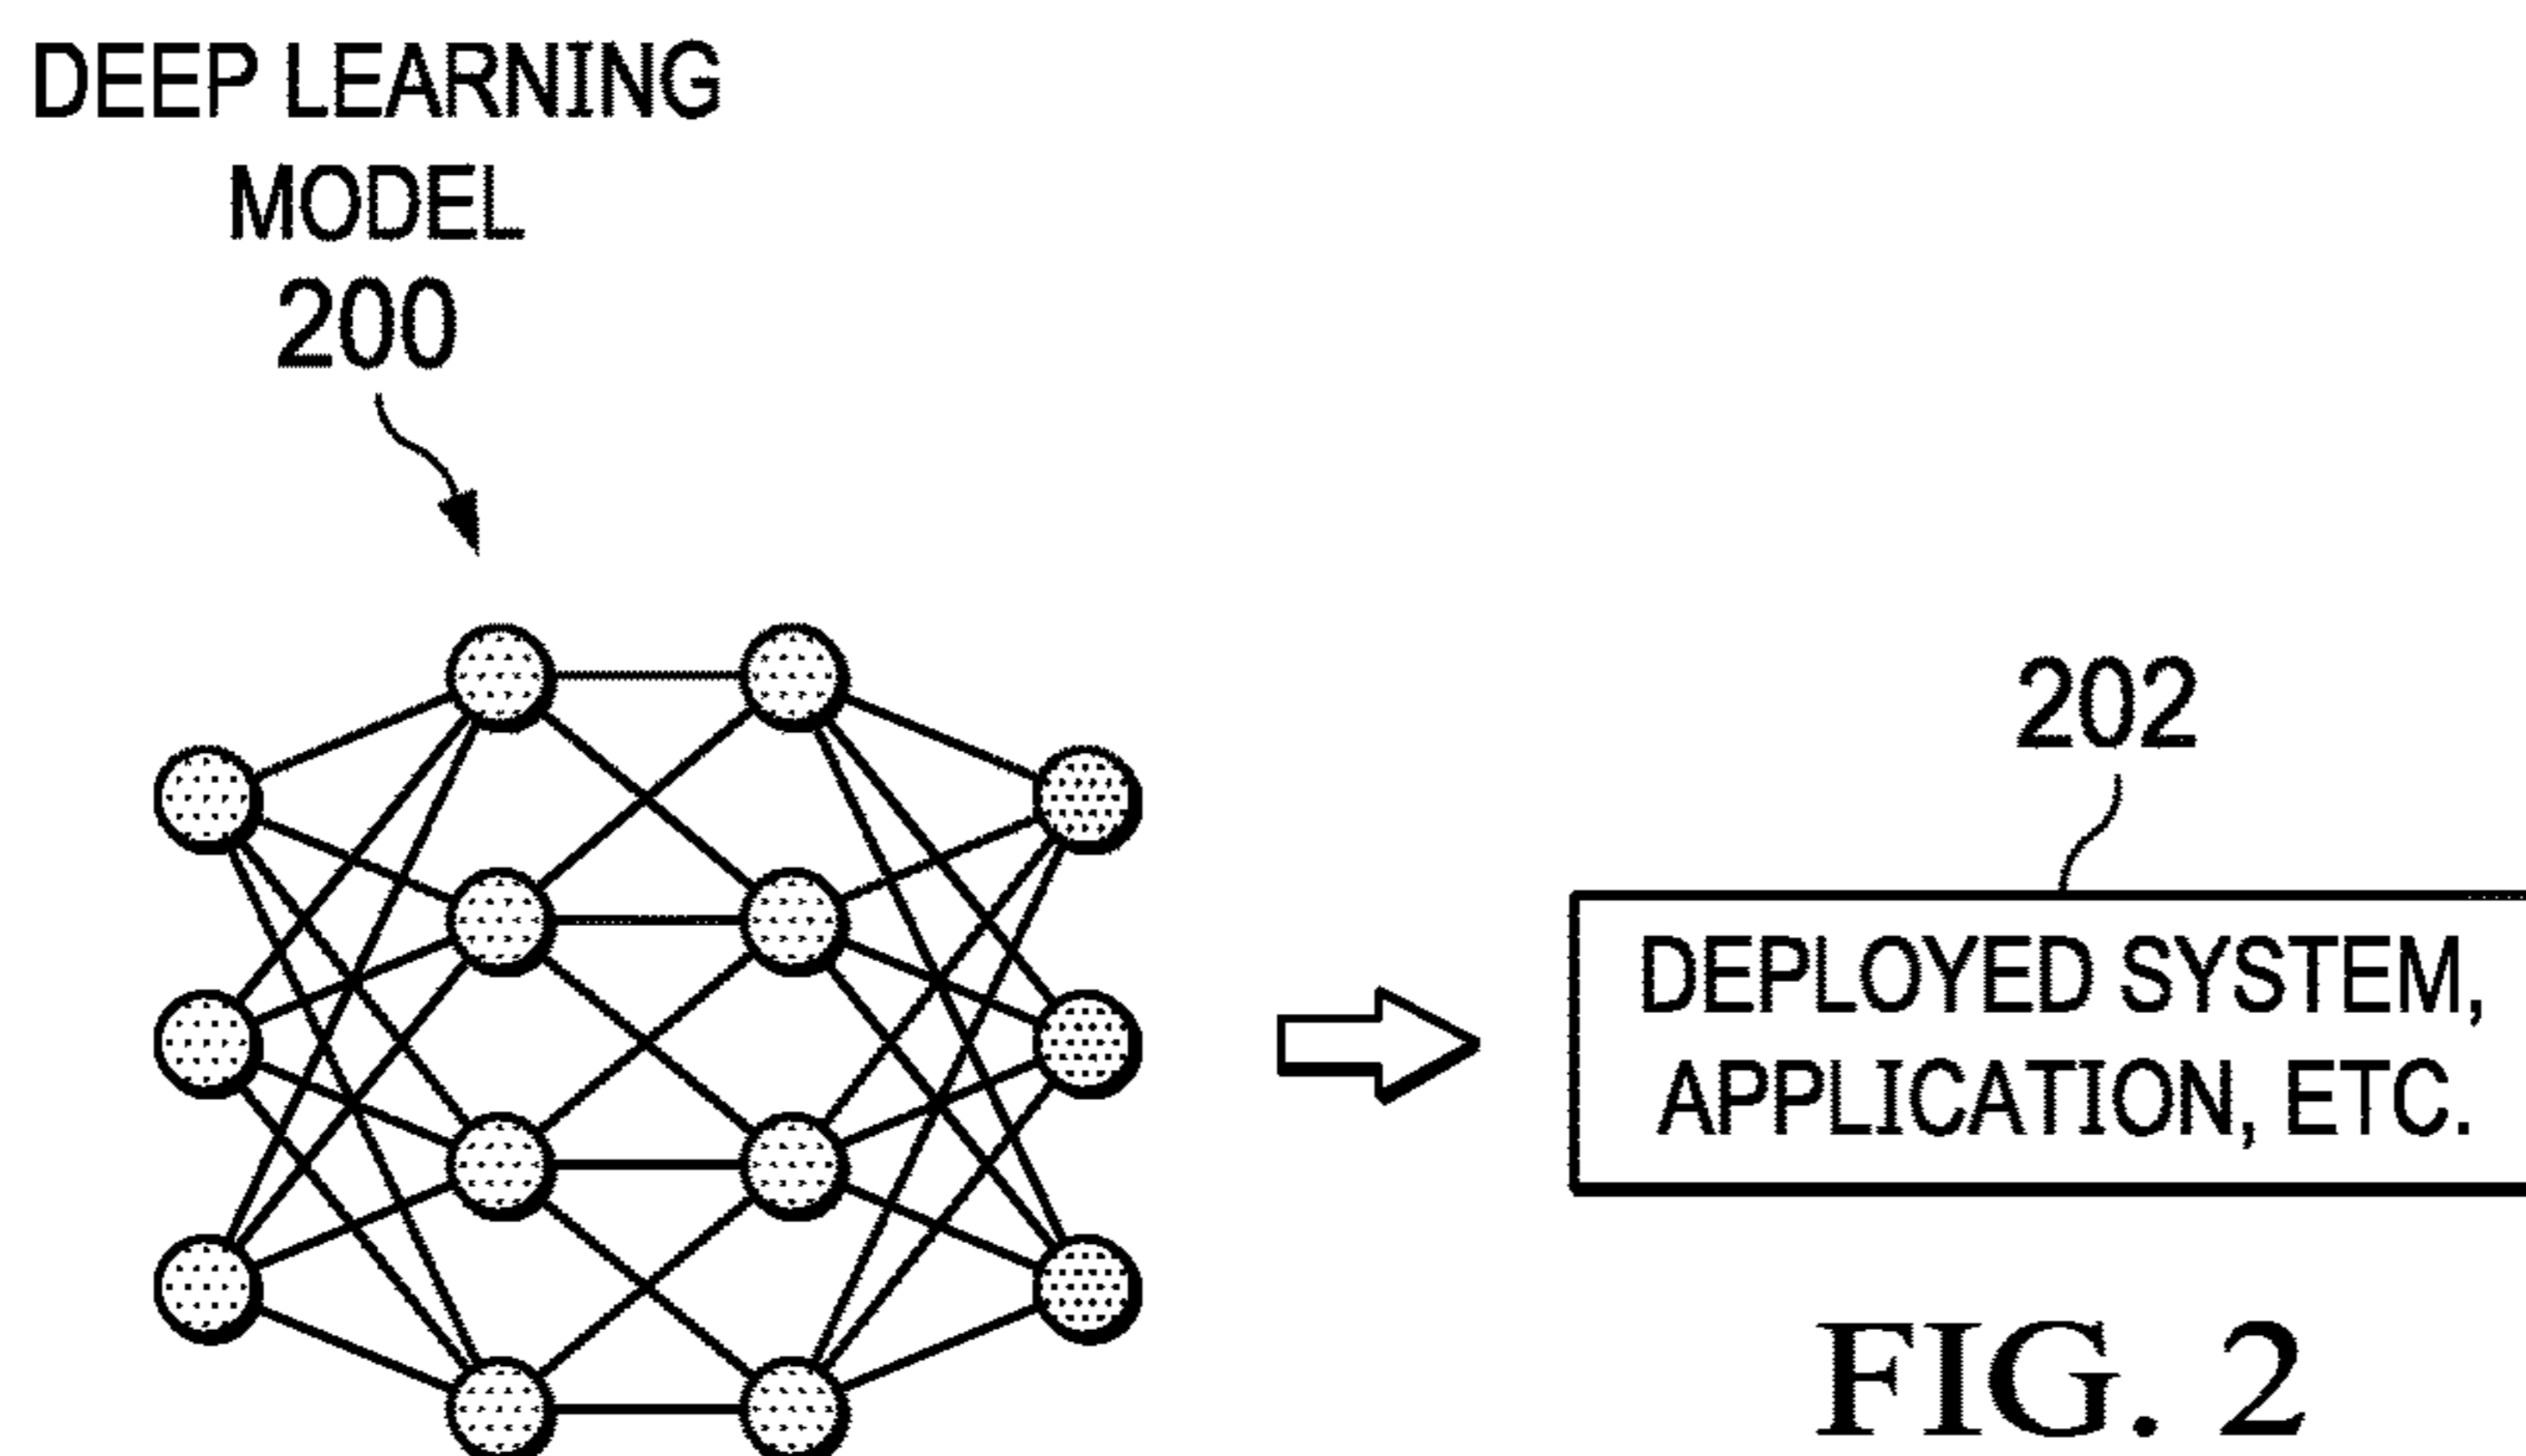 DEEP LEARNING
MODEL
200
202
DEPLOYED SYSTEM,
APPLICATION, ETC.
FIG. 2